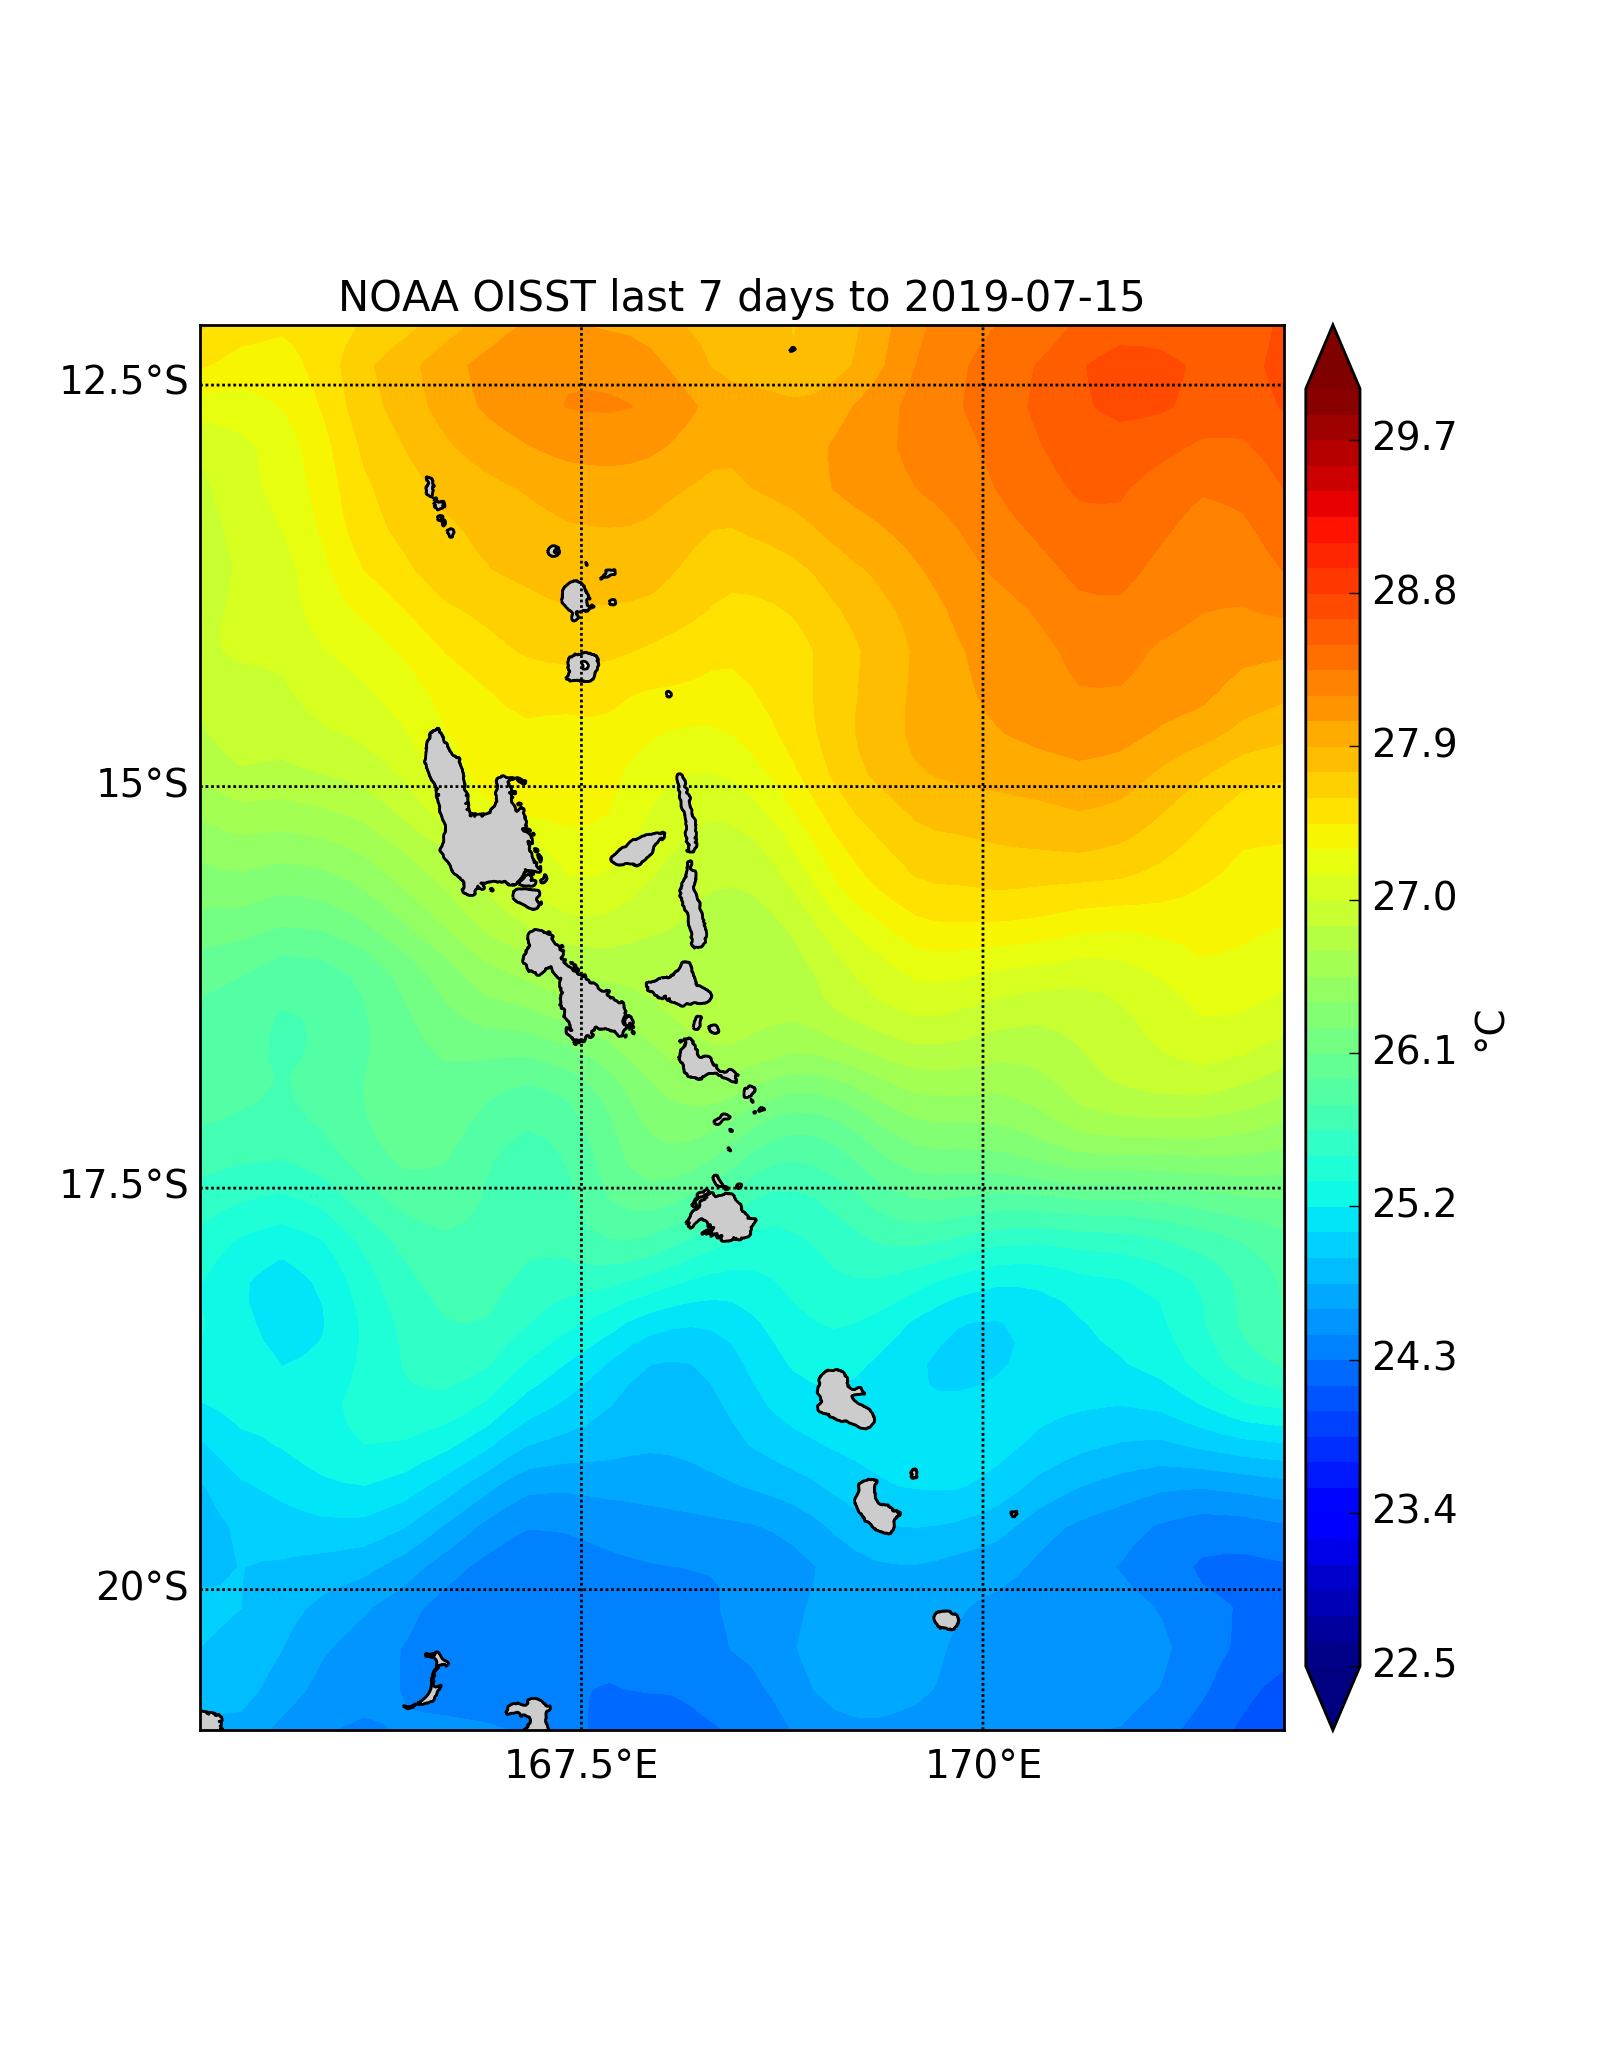 NOAA OISST last 7 days to 2019-07-15
12.5°S
15°S
17.5°S
20°S
167.5°E
170°E
29.7
28.8
27.9
27.0
26.1
25.2
24.3
23.4
22.5
°C